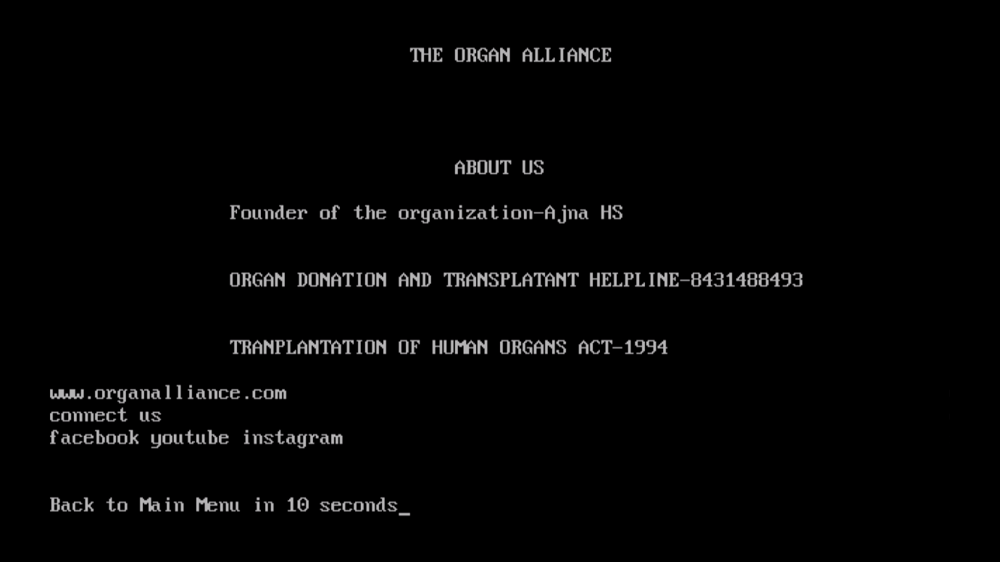 THE ORGAN ALLIANCE
ABOUT US
Founder of the organization-Ajna HS
ORGAN DONATION AND TRANSPLATANT HELPLINE-8431488493
TRANPLANTATION OF HUMAN ORGANS ACT-1994
www.organalliance.com
connect us
facebook youtube instagram
Back to Main Menu in 10 seconds_